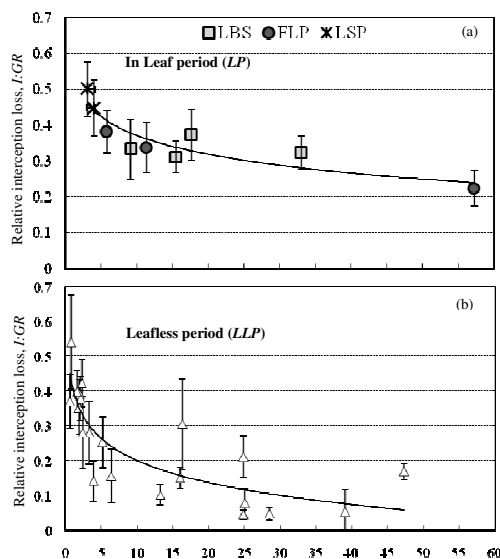 0.7
LBS FLP LSP (a)
0.6
In Leaf period (LP)
0.5
0.4
0.3
0.2
0.1
0
Relative interception loss, I:GR
0.7
(b)
0.6
Leafless period (LLP)
0.5
0.4
0.3
0.2
0.1
0
Relative interception loss, I:GR
0 5 10 15 20 25 30 35 40 45 50 55 60